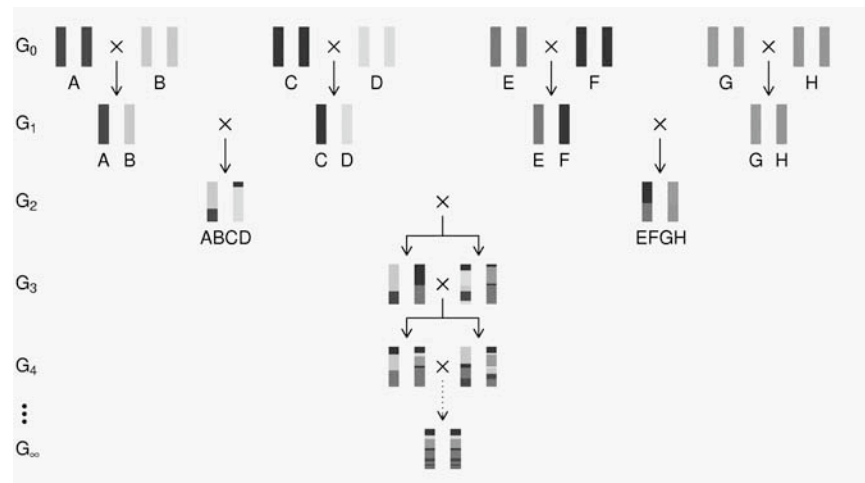 G₀ × × × ×
A B C D E F G H
G₁ × ×
A B C D E F G H
G₂ ×
ABCD EFGH
G₃ ×
G₄ ×
⋮
G∞